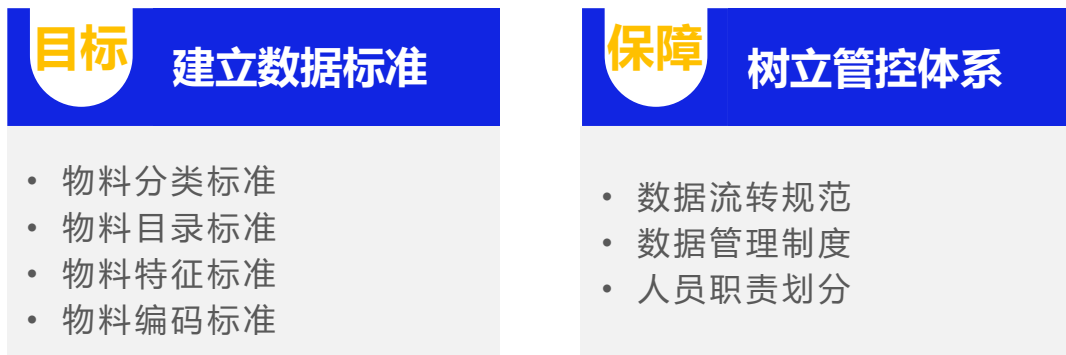 目标
建立数据标准
• 物料分类标准
• 物料目录标准
• 物料特征标准
• 物料编码标准
保障
树立管控体系
• 数据流转规范
• 数据管理制度
• 人员职责划分